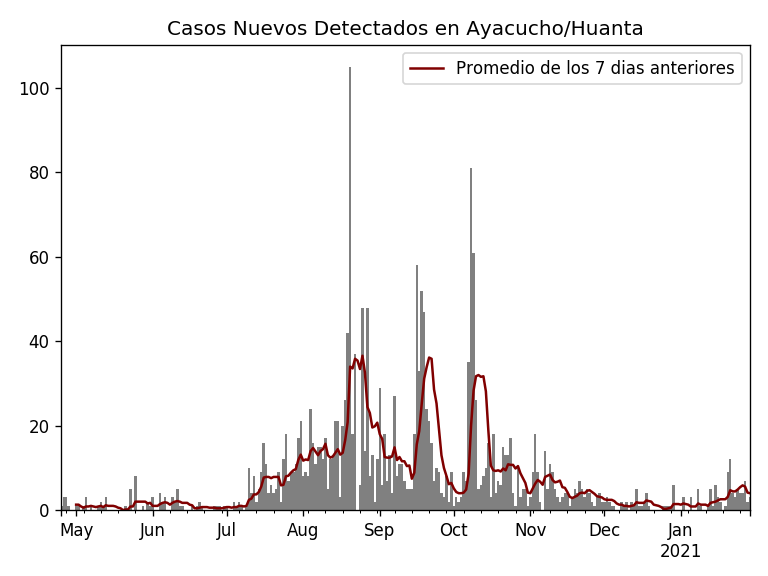 Casos Nuevos Detectados en Ayacucho/Huanta
Promedio de los 7 dias anteriores
100
80
60
40
20
0
May Jun Jul Aug Sep Oct Nov Dec Jan
2021